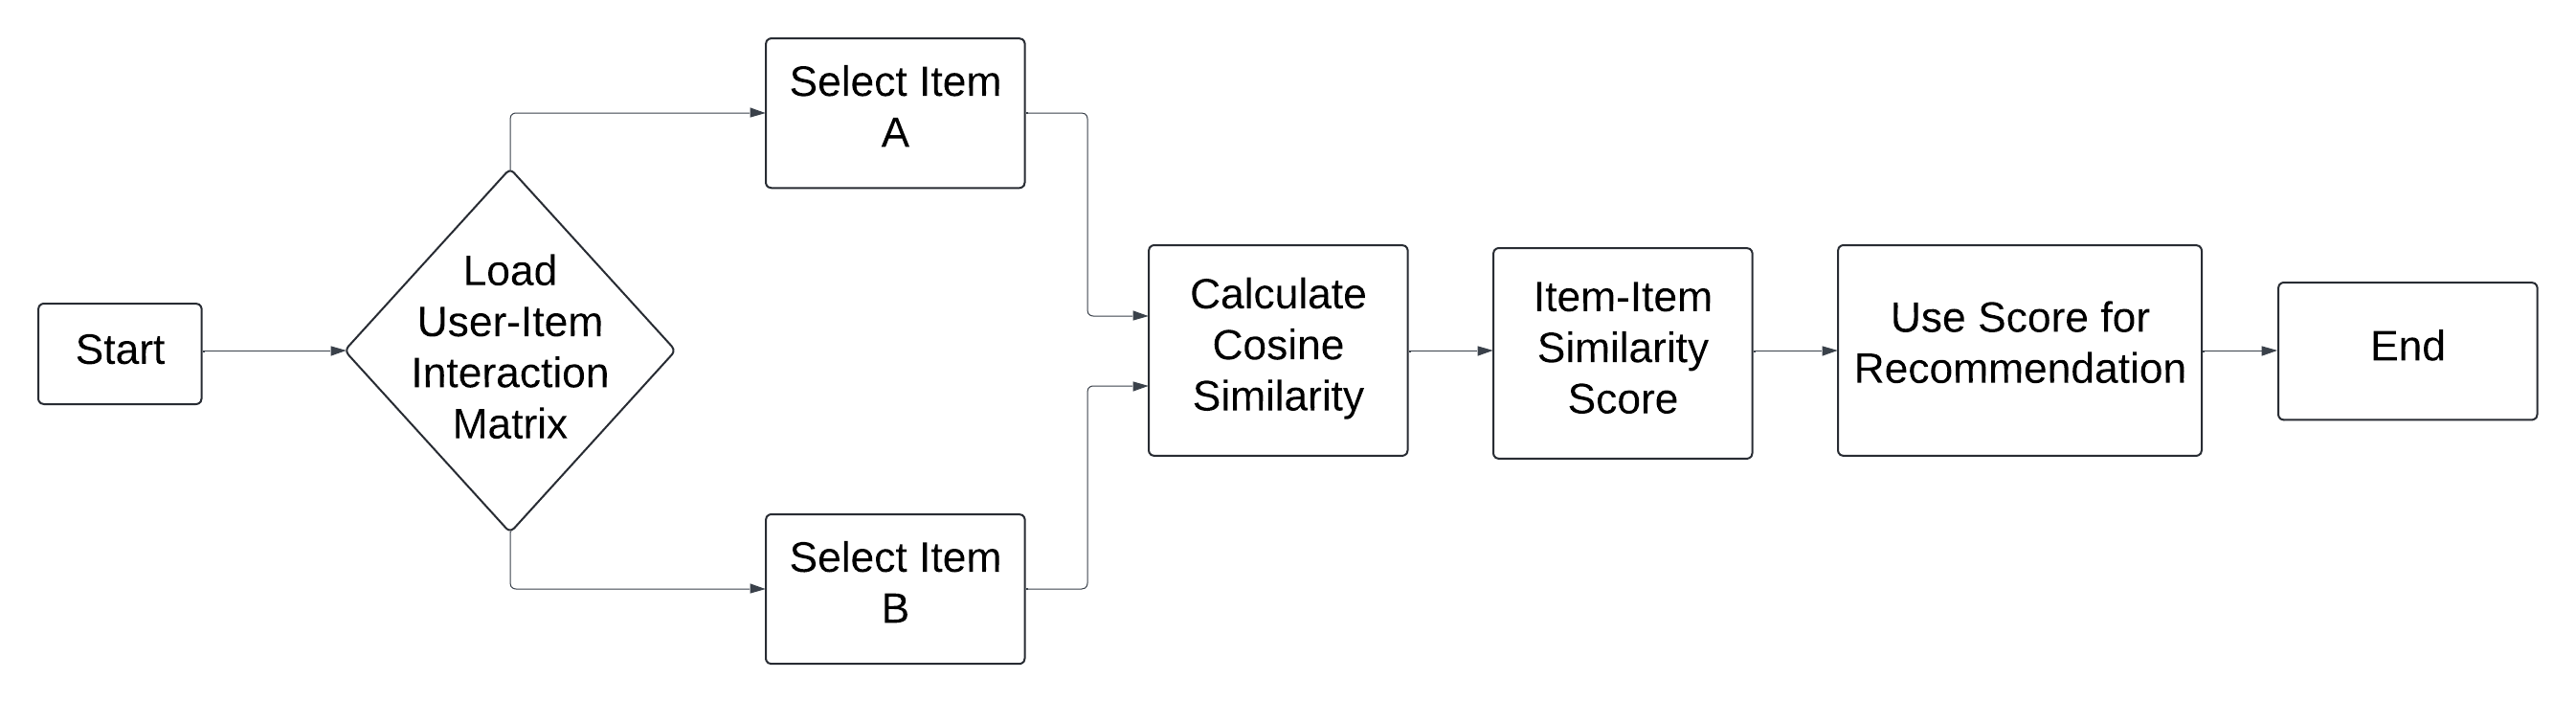 Start
Load
User-Item
Interaction
Matrix
Select Item
A
Select Item
B
Calculate
Cosine
Similarity
Item-Item
Similarity
Score
Use Score for
Recommendation
End